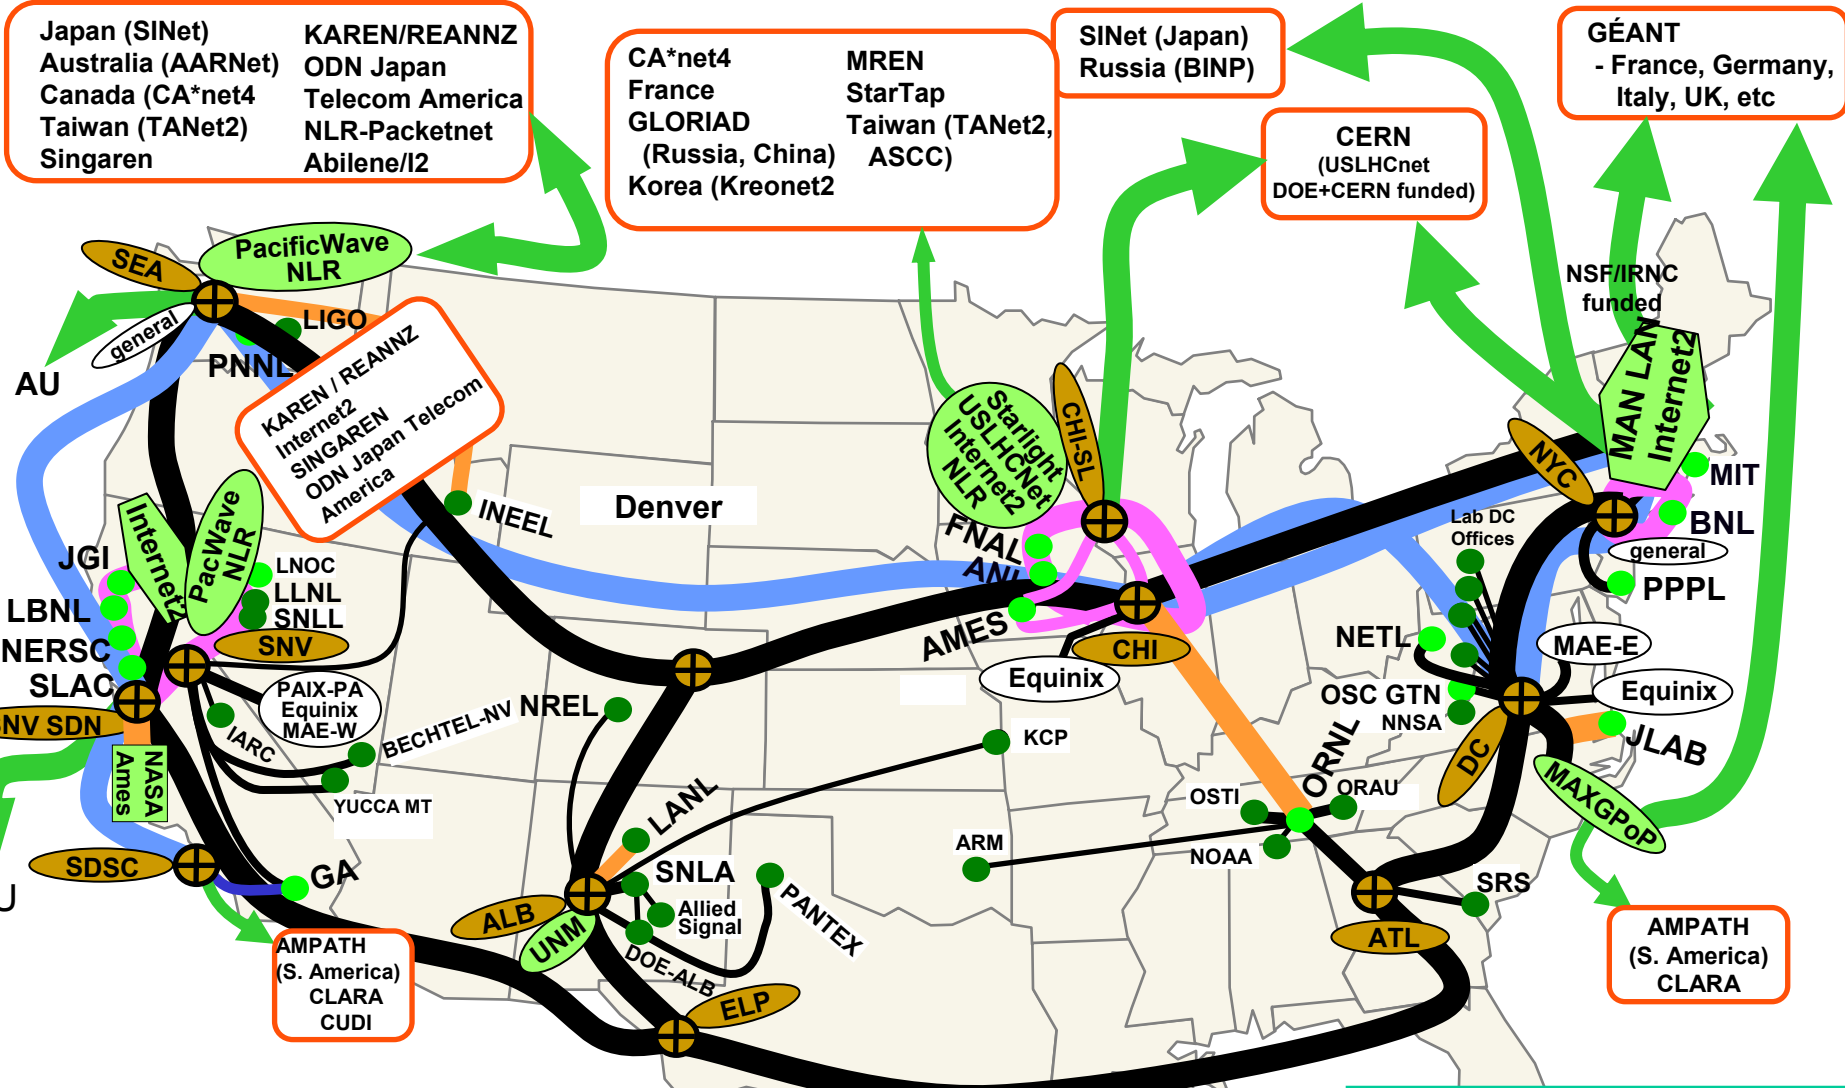 Japan (SINet)
Australia (AARNet)
Canada (CA*net4
Taiwan (TANet2)
Singaren
KAREN/REANNZ
ODN Japan
Telecom America
NLR-Packetnet
Abilene/I2
CA*net4
France
GLORIAD
(Russia, China)
Korea (Kreonet2
MREN
StarTap
Taiwan (TANet2,
ASCC)
SINet (Japan)
Russia (BINP)
CERN
(USLHCnet
DOE+CERN funded)
GÉANT
- France, Germany,
Italy, UK, etc
NSF/IRNC
funded
SEA
PacificWave
NLR
general
LIGO
PNNL
AU
KAREN / REANNZ
Internet2
SINGAREN
ODN Japan Telecom
America
Denver
INEEL
Starlight
USLHCNet
Internet2
NLR
CHI-SL
FNAL
ANL
AMES
CHI
Equinix
MAN LAN
Internet2
NYC
MIT
BNL
general
PPPL
Lab DC
Offices
NETL
MAE-E
Equinix
OSC GTN
NNSA
DC
JLAB
MAXGPoP
Internet2
PacWave
NLR
JGI
LBNL
NERSC
SLAC
LNOC
LLNL
SNLL
SNV
PAIX-PA
Equinix
MAE-W
SNV SDN
NASA
Ames
IARC
BECHTEL-NV
YUCCA MT
NREL
KCP
SDSC
GA
U
LANL
ALB
UNM
SNLA
Allied
Signal
DOE-ALB
PANTEX
ELP
ARM
OSTI
ORNL
ORAU
NOAA
SRS
ATL
AMPATH
(S. America)
CLARA
CUDI
AMPATH
(S. America)
CLARA